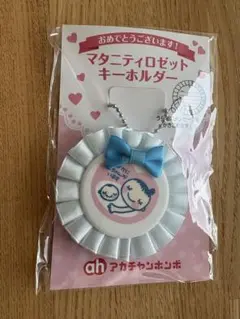 おめでとうございます!
マタニティロゼット
キーホルダー
ah アカチャンホンポ